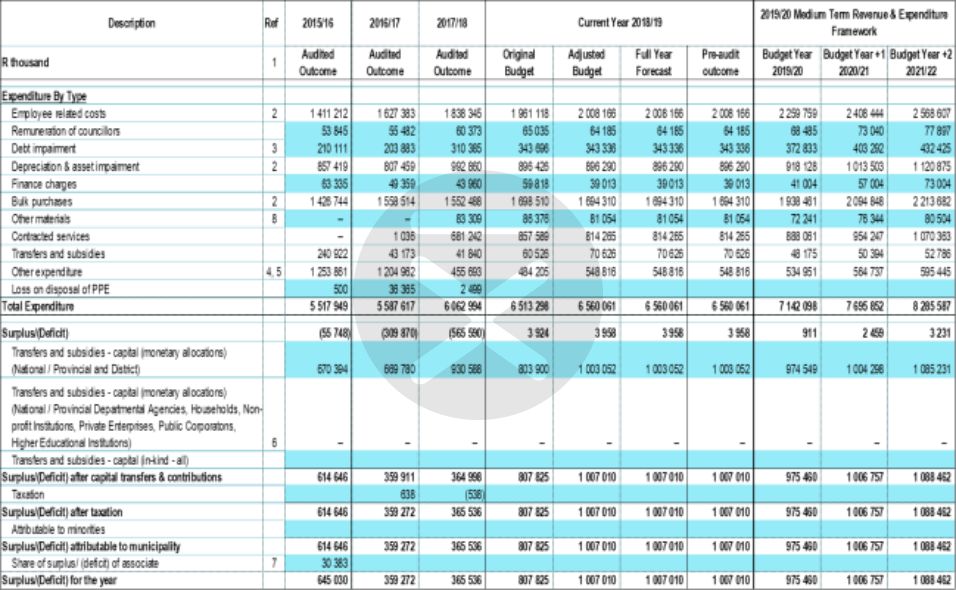 Description Ref 2015/16 2016/17 2017/18 Current Year 2018/19 2019/20 Medium Term Revenue & Expenditure Framework
R thousand 1 Audited Outcome Audited Outcome Audited Outcome Original Budget Adjusted Budget Full Year Forecast Pre-audit outcome Budget Year 2019/20 Budget Year +1 2020/21 Budget Year +2 2021/22
Expenditure By Type
Employee related costs 2 1 411 212 1 627 383 1 838 345 1 961 118 2 008 166 2 008 166 2 008 166 2 259 759 2 408 444 2 568 607
Remuneration of councillors 53 845 55 482 60 373 65 035 64 185 64 185 64 185 68 485 73 040 77 897
Debt impairment 3 210 111 203 883 310 365 343 696 343 336 343 336 343 336 372 833 403 292 432 425
Depreciation & asset impairment 2 857 419 807 459 992 860 896 426 896 290 896 290 896 290 918 128 1 013 503 1 120 875
Finance charges 63 335 49 359 43 960 59 818 39 013 39 013 39 013 41 004 57 004 73 004
Bulk purchases 2 1 426 744 1 558 514 1 552 488 1 698 510 1 694 310 1 694 310 1 694 310 1 938 461 2 094 848 2 213 682
Other materials 8 – – 83 309 86 376 81 054 81 054 81 054 72 241 76 344 80 504
Contracted services – 1 036 681 242 857 589 814 265 814 265 814 265 888 061 954 247 1 070 363
Transfers and subsidies 240 922 43 173 41 840 60 526 70 626 70 626 70 626 48 175 50 394 52 786
Other expenditure 4, 5 1 253 861 1 204 962 455 693 484 205 548 816 548 816 548 816 534 951 564 737 595 445
Loss on disposal of PPE 500 36 365 2 499
Total Expenditure 5 517 949 5 587 617 6 062 994 6 513 298 6 560 061 6 560 061 6 560 061 7 142 098 7 695 852 8 285 587
Surplus/(Deficit) (55 748) (309 870) (565 590) 3 924 3 958 3 958 3 958 911 2 459 3 231
Transfers and subsidies - capital (monetary allocations)
(National / Provincial and District) 670 394 669 780 930 588 803 900 1 003 052 1 003 052 1 003 052 974 549 1 004 298 1 085 231
Transfers and subsidies - capital (monetary allocations)
(National / Provincial Departmental Agencies, Households, Non-
profit Institutions, Private Enterprises, Public Corporatons,
Higher Educational Institutions) 6 – – – – – – – – – –
Transfers and subsidies - capital (in-kind - all)
Surplus/(Deficit) after capital transfers & contributions 614 646 359 911 364 998 807 825 1 007 010 1 007 010 1 007 010 975 460 1 006 757 1 088 462
Taxation 638 (538)
Surplus/(Deficit) after taxation 614 646 359 272 365 536 807 825 1 007 010 1 007 010 1 007 010 975 460 1 006 757 1 088 462
Attributable to minorities
Surplus/(Deficit) attributable to municipality 614 646 359 272 365 536 807 825 1 007 010 1 007 010 1 007 010 975 460 1 006 757 1 088 462
Share of surplus/ (deficit) of associate 7 30 383
Surplus/(Deficit) for the year 645 030 359 272 365 536 807 825 1 007 010 1 007 010 1 007 010 975 460 1 006 757 1 088 462